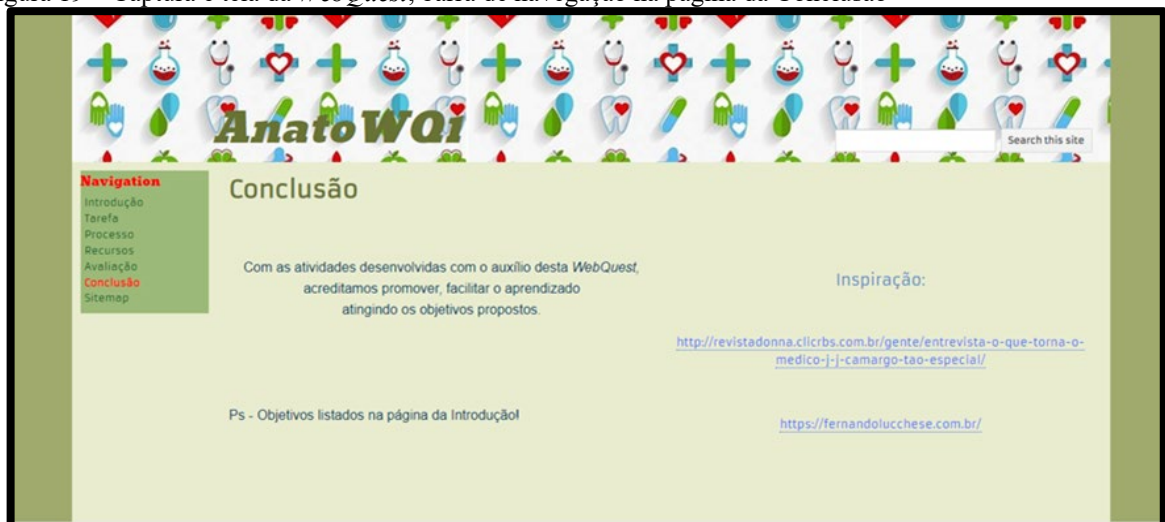 AnatoWQi
Search this site
Navigation
Introdução
Tarefa
Processo
Recursos
Avaliação
Conclusão
Sitemap
Conclusão
Com as atividades desenvolvidas com o auxílio desta WebQuest,
acreditamos promover, facilitar o aprendizado
atingindo os objetivos propostos.
Ps - Objetivos listados na página da Introdução!
Inspiração:
http://revistadonna.clicrbs.com.br/gente/entrevista-o-que-torna-o-
medico-j-j-camargo-tao-especial/
https://fernandolucchese.com.br/